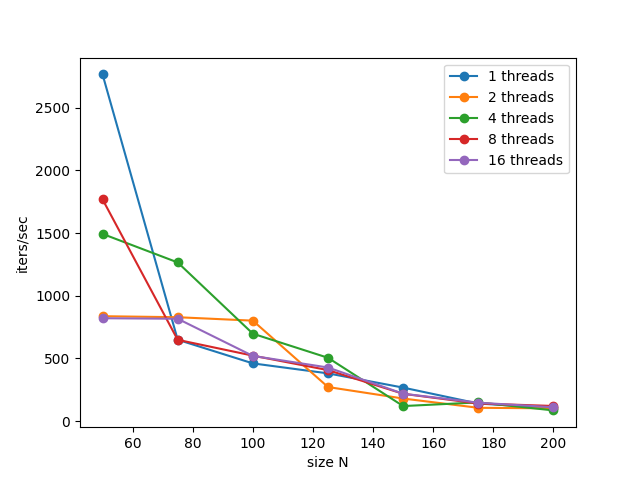 1 threads
2 threads
4 threads
8 threads
16 threads
iters/sec
2500
2000
1500
1000
500
0
60 80 100 120 140 160 180 200
size N